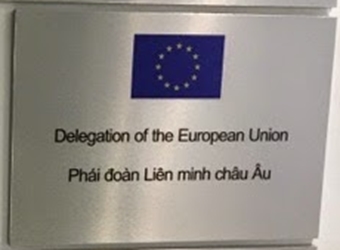 Delegation of the European Union
Phái đoàn Liên minh châu Âu